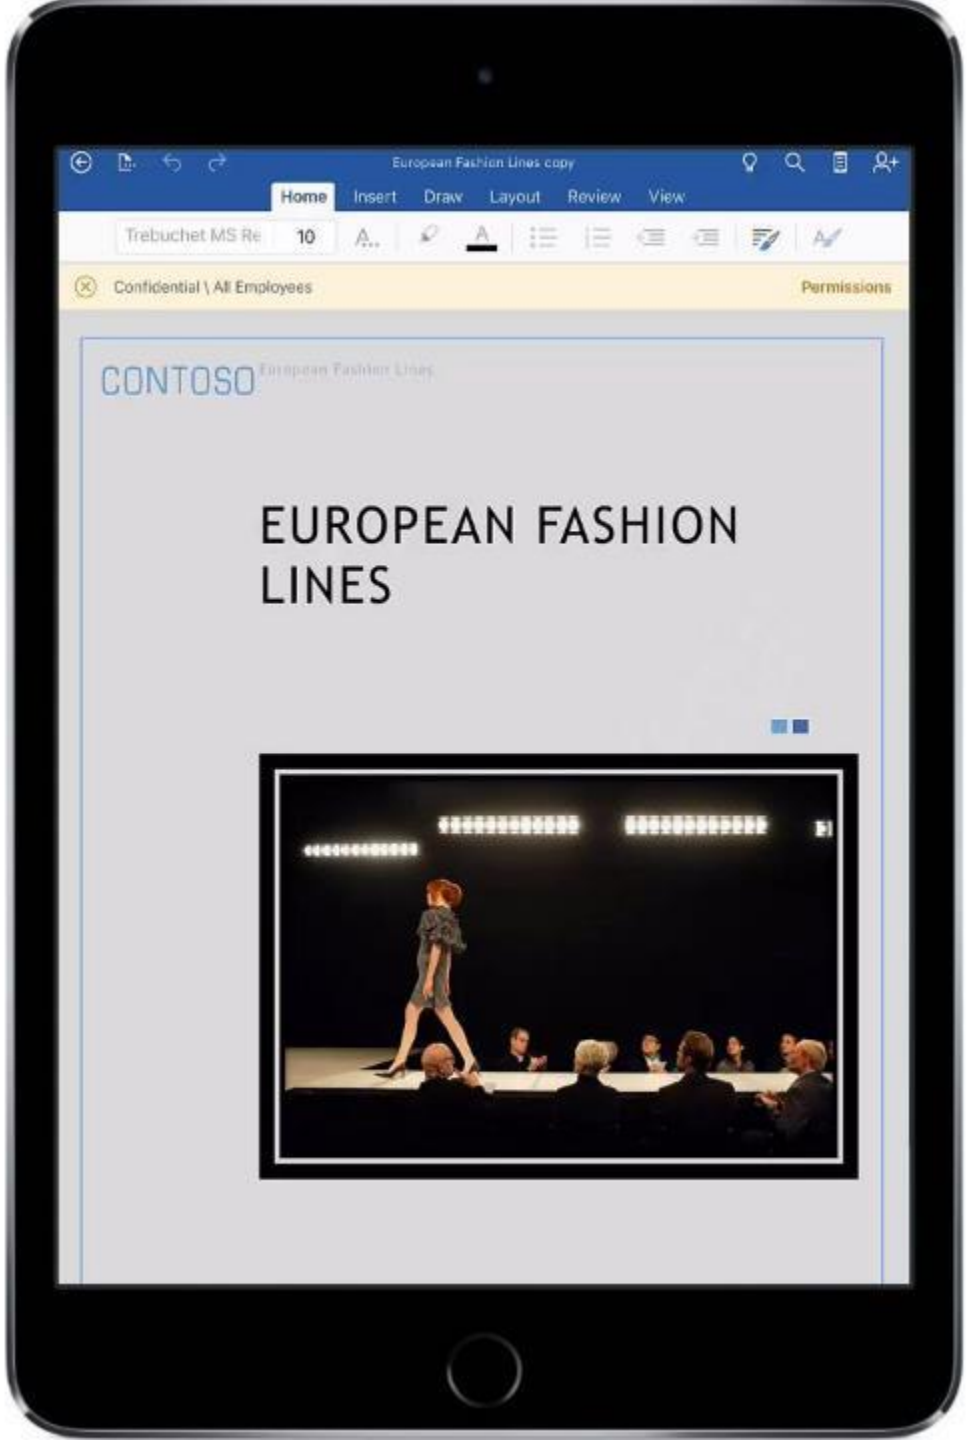 European Fashion Lines copy
Home Insert Draw Layout Review View
Trebuchet MS Re 10 A.. A
Confidential \ All Employees Permissions
CONTOSO European Fashion Lines
EUROPEAN FASHION
LINES